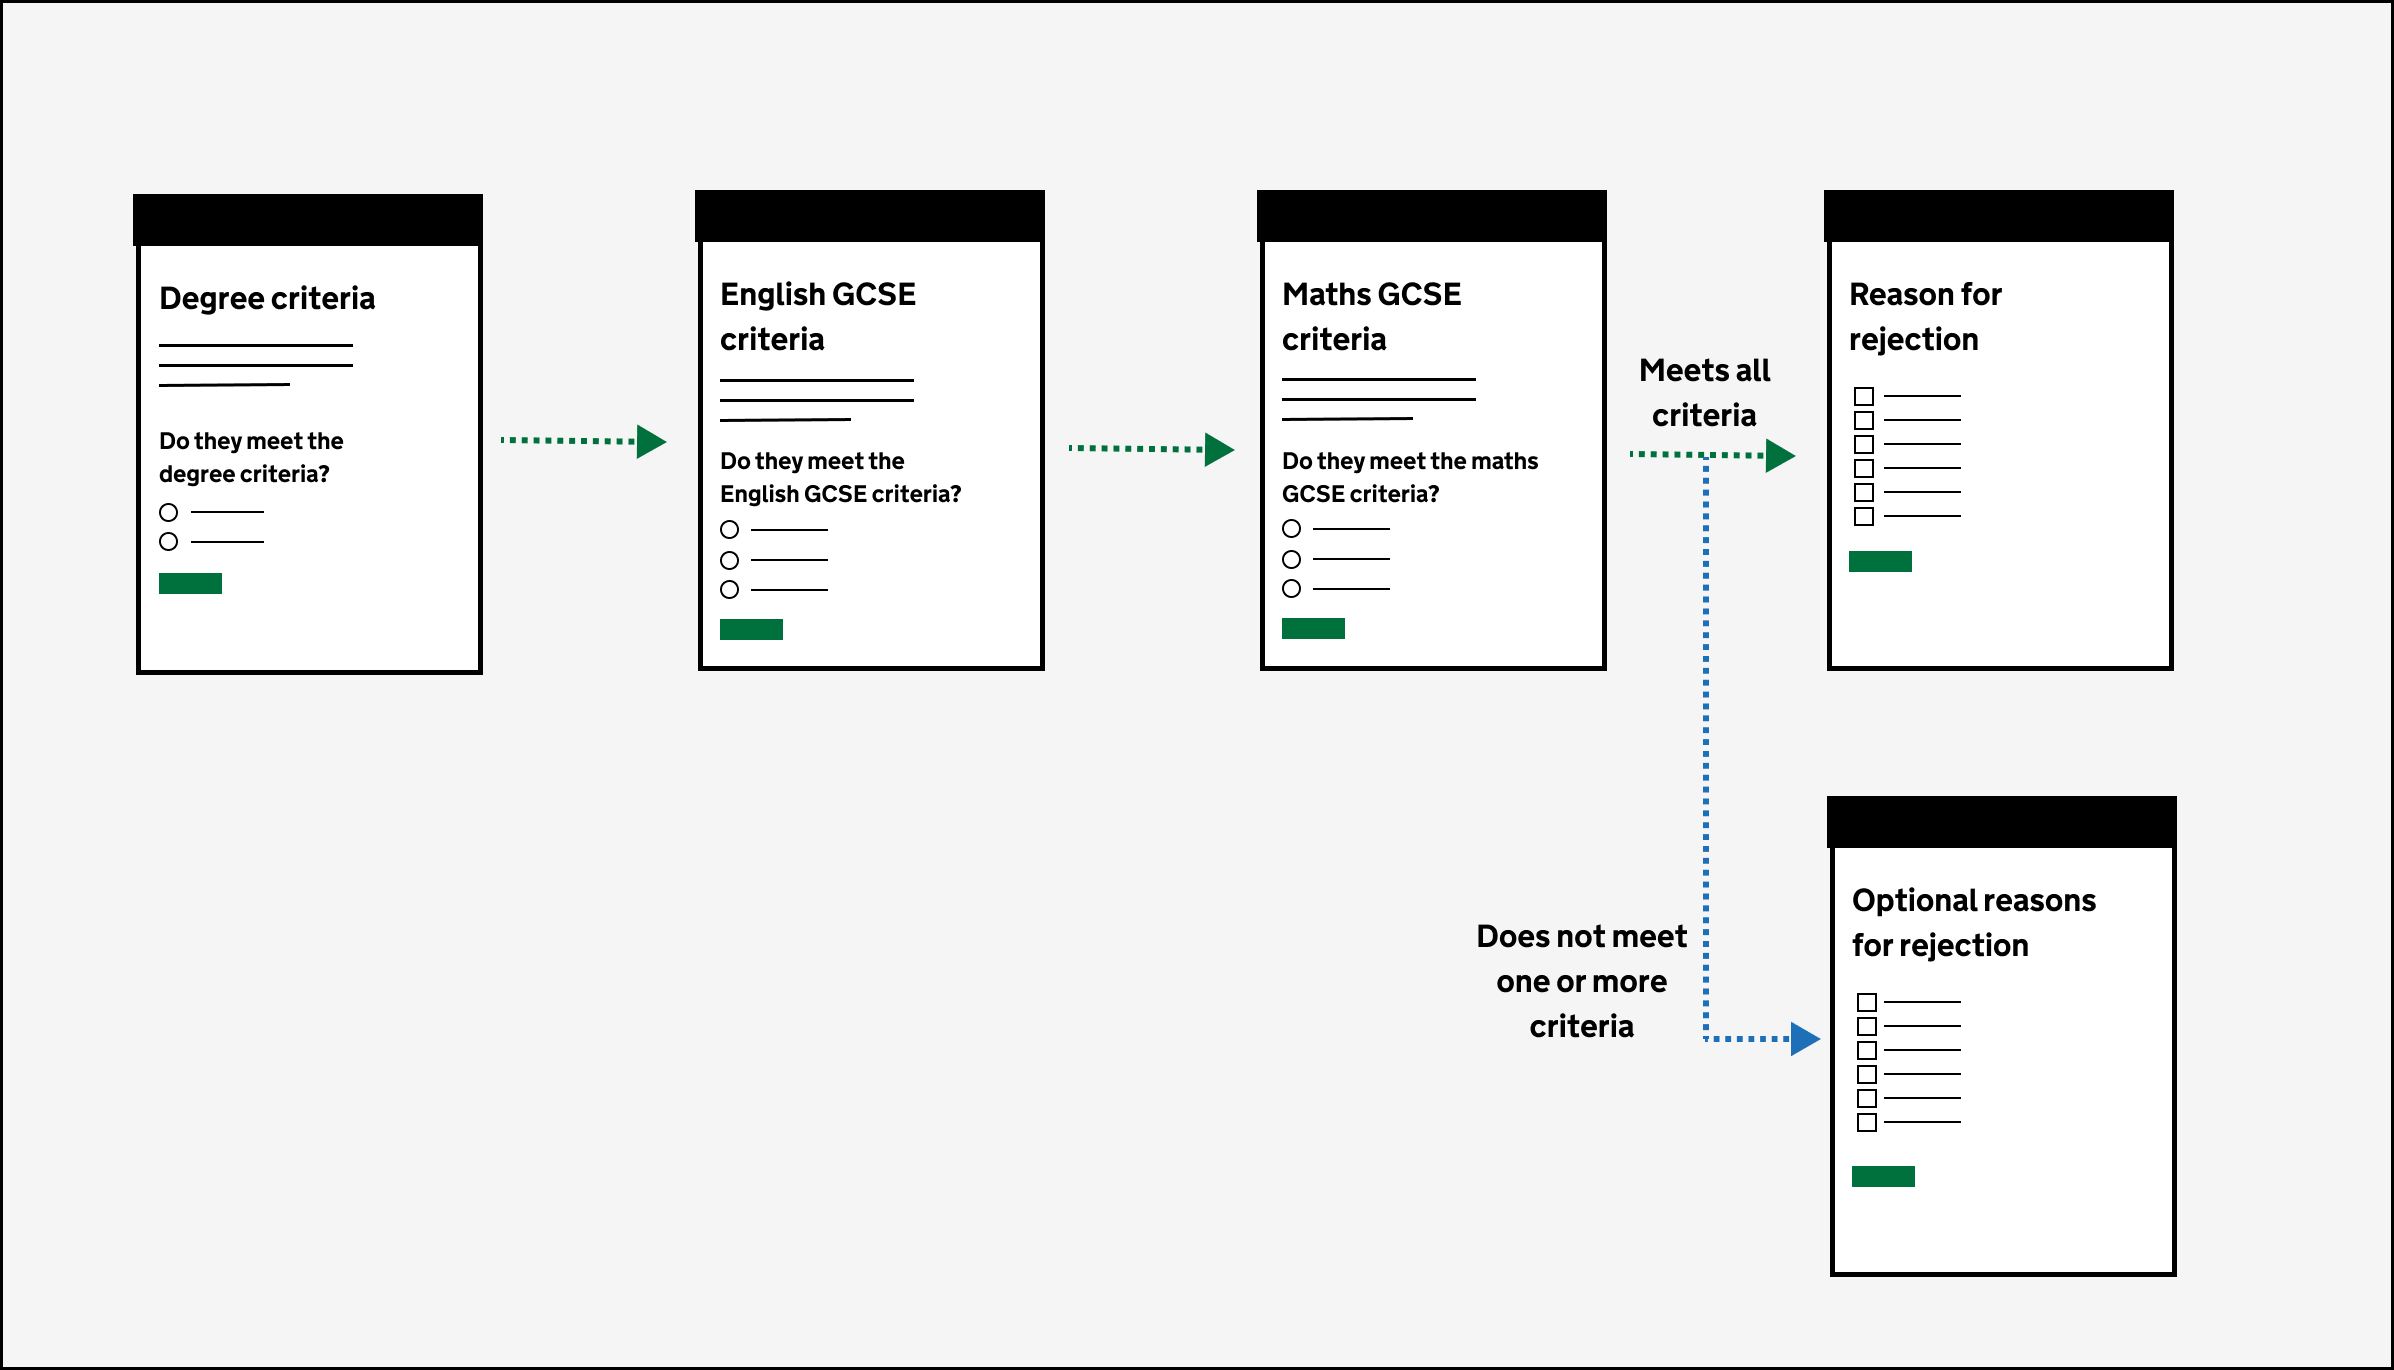 Degree criteria
Do they meet the
degree criteria?
English GCSE
criteria
Do they meet the
English GCSE criteria?
Maths GCSE
criteria
Do they meet the maths
GCSE criteria?
Meets all
criteria
Reason for
rejection
Does not meet
one or more
criteria
Optional reasons
for rejection